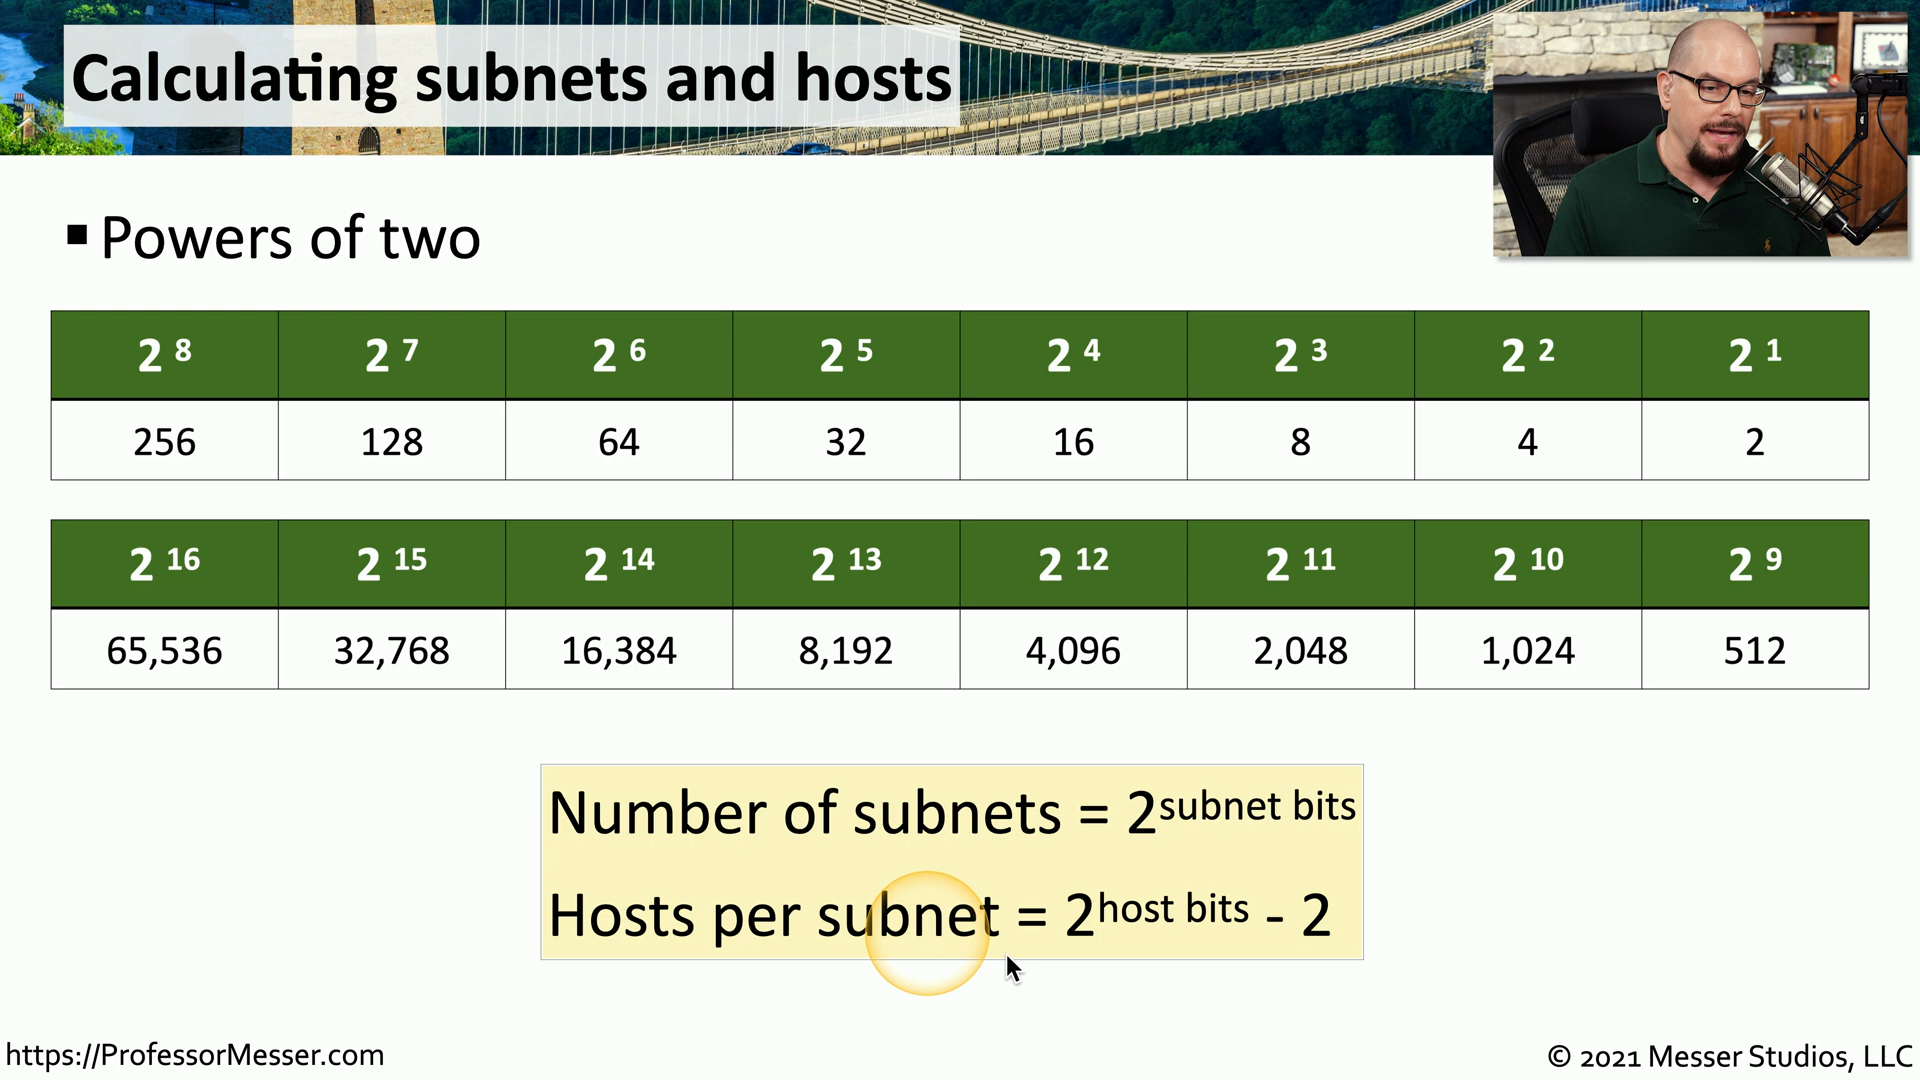 Calculating subnets and hosts
▪ Powers of two
2^8 2^7 2^6 2^5 2^4 2^3 2^2 2^1
256 128 64 32 16 8 4 2
2^16 2^15 2^14 2^13 2^12 2^11 2^10 2^9
65,536 32,768 16,384 8,192 4,096 2,048 1,024 512
Number of subnets = 2^subnet bits
Hosts per subnet = 2^host bits - 2
https://ProfessorMesser.com
© 2021 Messer Studios, LLC